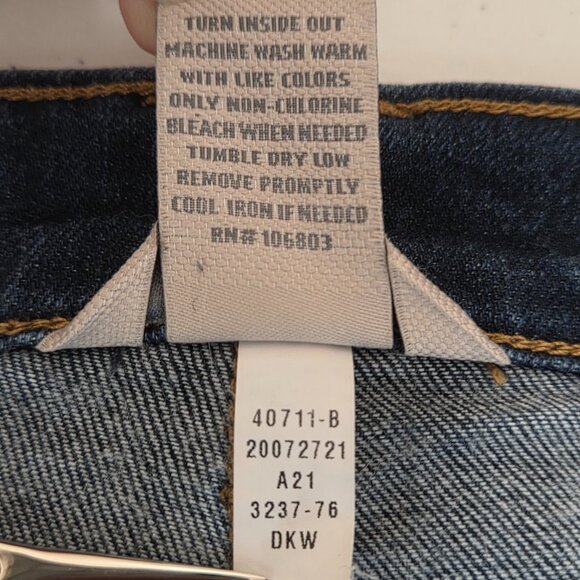 TURN INSIDE OUT
MACHINE WASH WARM
WITH LIKE COLORS
ONLY NON-CHLORINE
BLEACH WHEN NEEDED
TUMBLE DRY LOW
REMOVE PROMPTLY
COOL IRON IF NEEDED
RN# 106803
40711-B
20072721
A21
3237-76
DKW